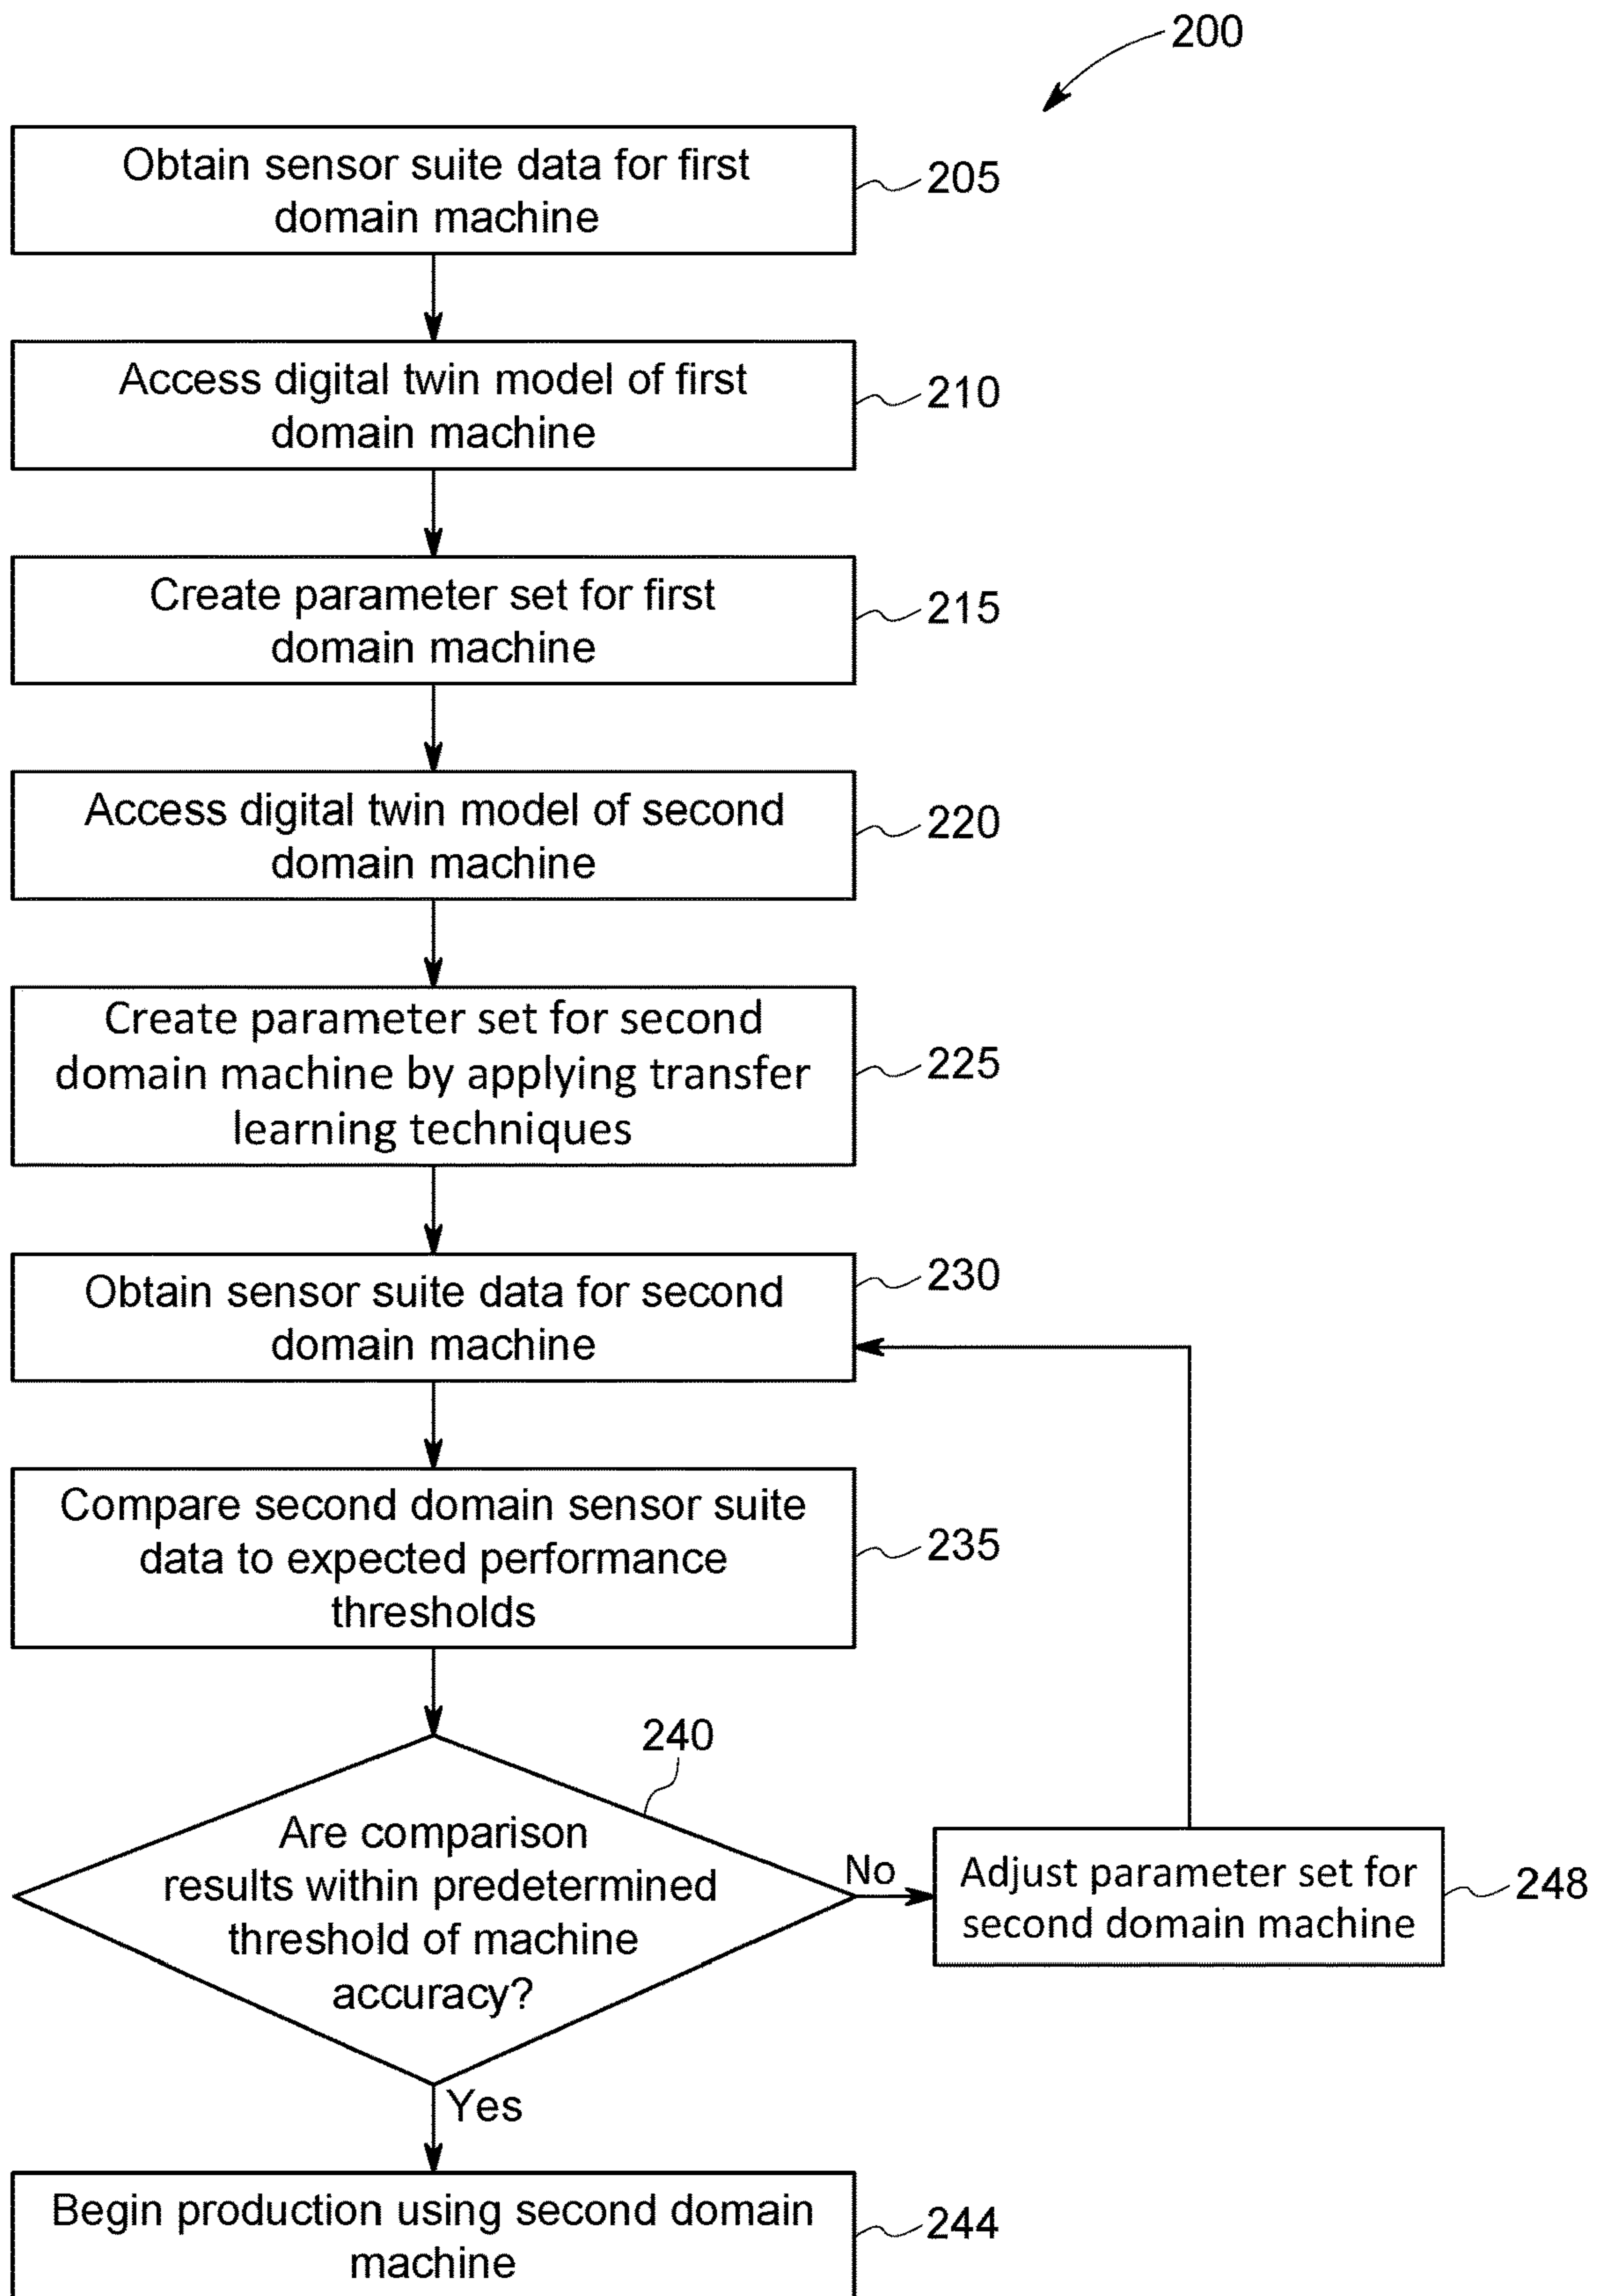 200
Obtain sensor suite data for first
domain machine
205
Access digital twin model of first
domain machine
210
Create parameter set for first
domain machine
215
Access digital twin model of second
domain machine
220
Create parameter set for second
domain machine by applying transfer
learning techniques
225
Obtain sensor suite data for second
domain machine
230
Compare second domain sensor suite
data to expected performance
thresholds
235
240
Are comparison
results within predetermined
threshold of machine
accuracy?
No
Adjust parameter set for
second domain machine
248
Yes
Begin production using second domain
machine
244